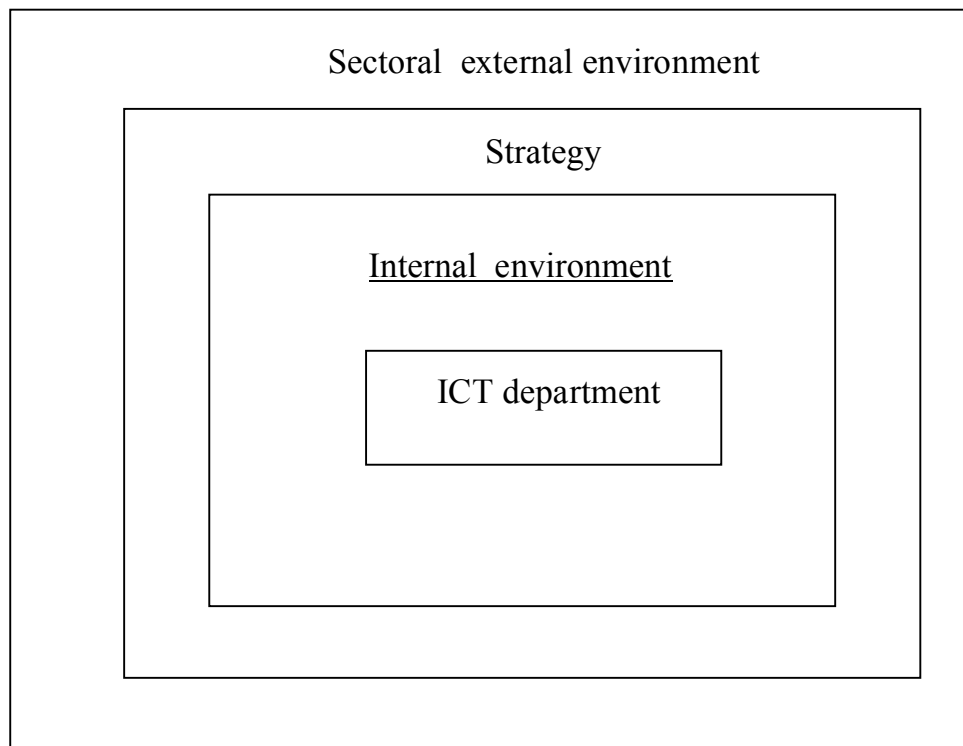 Sectoral  external environment
Strategy
Internal  environment
ICT department